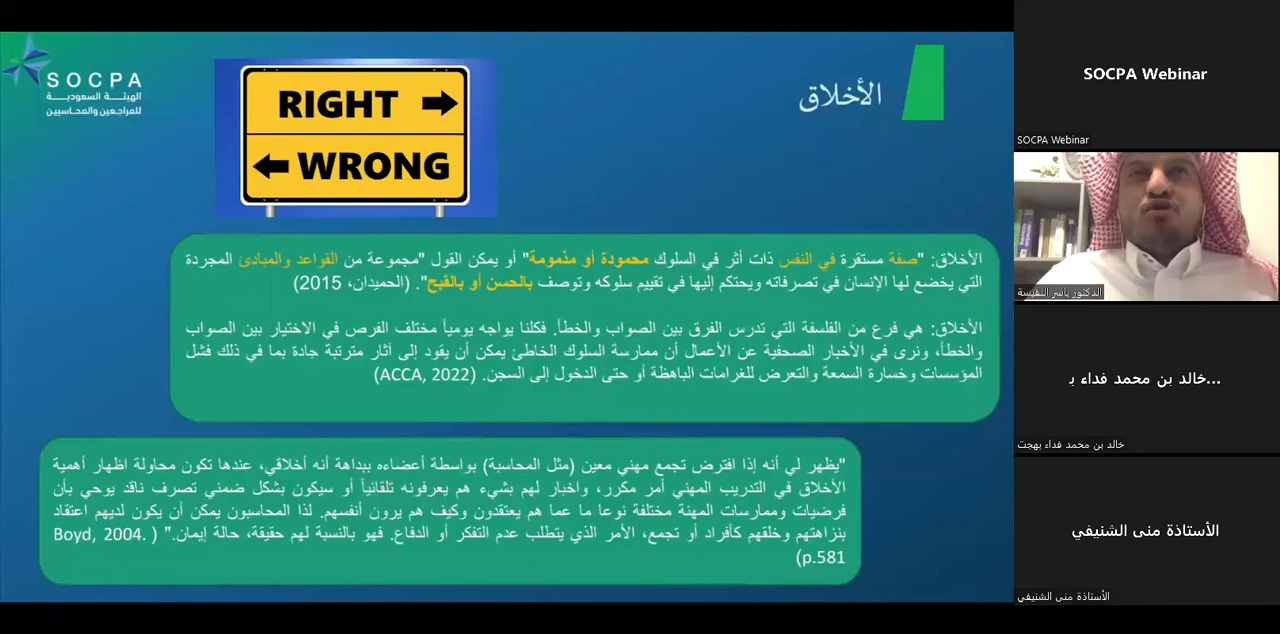 SOCPA
الهيئة السعودية
للمراجعين والمحاسبين
RIGHT
WRONG
الأخلاق
الأخلاق: "صفة مستقرة في النفس ذات أثر في السلوك محمودة أو مذمومة" أو يمكن القول "مجموعة من القواعد والمبادئ المجردة
التي يخضع لها الإنسان في تصرفاته ويحتكم إليها في تقييم سلوكه وتوصف بالحسن أو بالقبح". (الحميدان، 2015)
الأخلاق: هي فرع من الفلسفة التي تدرس الفرق بين الصواب والخطأ. فكلنا يواجه يومياً مختلف الفرص في الاختيار بين الصواب
والخطأ، ونرى في الأخبار الصحفية عن الأعمال أن ممارسة السلوك الخاطئ يمكن أن يقود إلى آثار مترتبة جادة بما في ذلك فشل
المؤسسات وخسارة السمعة والتعرض للغرامات الباهظة أو حتى الدخول إلى السجن. (ACCA, 2022)
"يظهر لي أنه إذا افترض تجمع مهني معين (مثل المحاسبة) بواسطة أعضاءه ببداهة أنه أخلاقي، عندها تكون محاولة اظهار أهمية
الأخلاق في التدريب المهني أمر مكرر، واخبار لهم بشيء هم يعرفونه تلقائياً أو سيكون بشكل ضمني تصرف ناقد يوحي بأن
فرضيات وممارسات المهنة مختلفة نوعا ما عما هم يعتقدون وكيف هم يرون أنفسهم. لذا المحاسبون يمكن أن يكون لديهم اعتقاد
بنزاهتهم وخلقهم كأفراد أو تجمع، الأمر الذي يتطلب عدم التفكر أو الدفاع. فهو بالنسبة لهم حقيقة، حالة إيمان." (Boyd, 2004.
p.581)
SOCPA Webinar
SOCPA Webinar
الدكتور ياسر النفيسة
خالد بن محمد فداء ب...
خالد بن محمد فداء بهجت
الأستاذة منى الشنيفي
الأستاذة منى الشنيفي